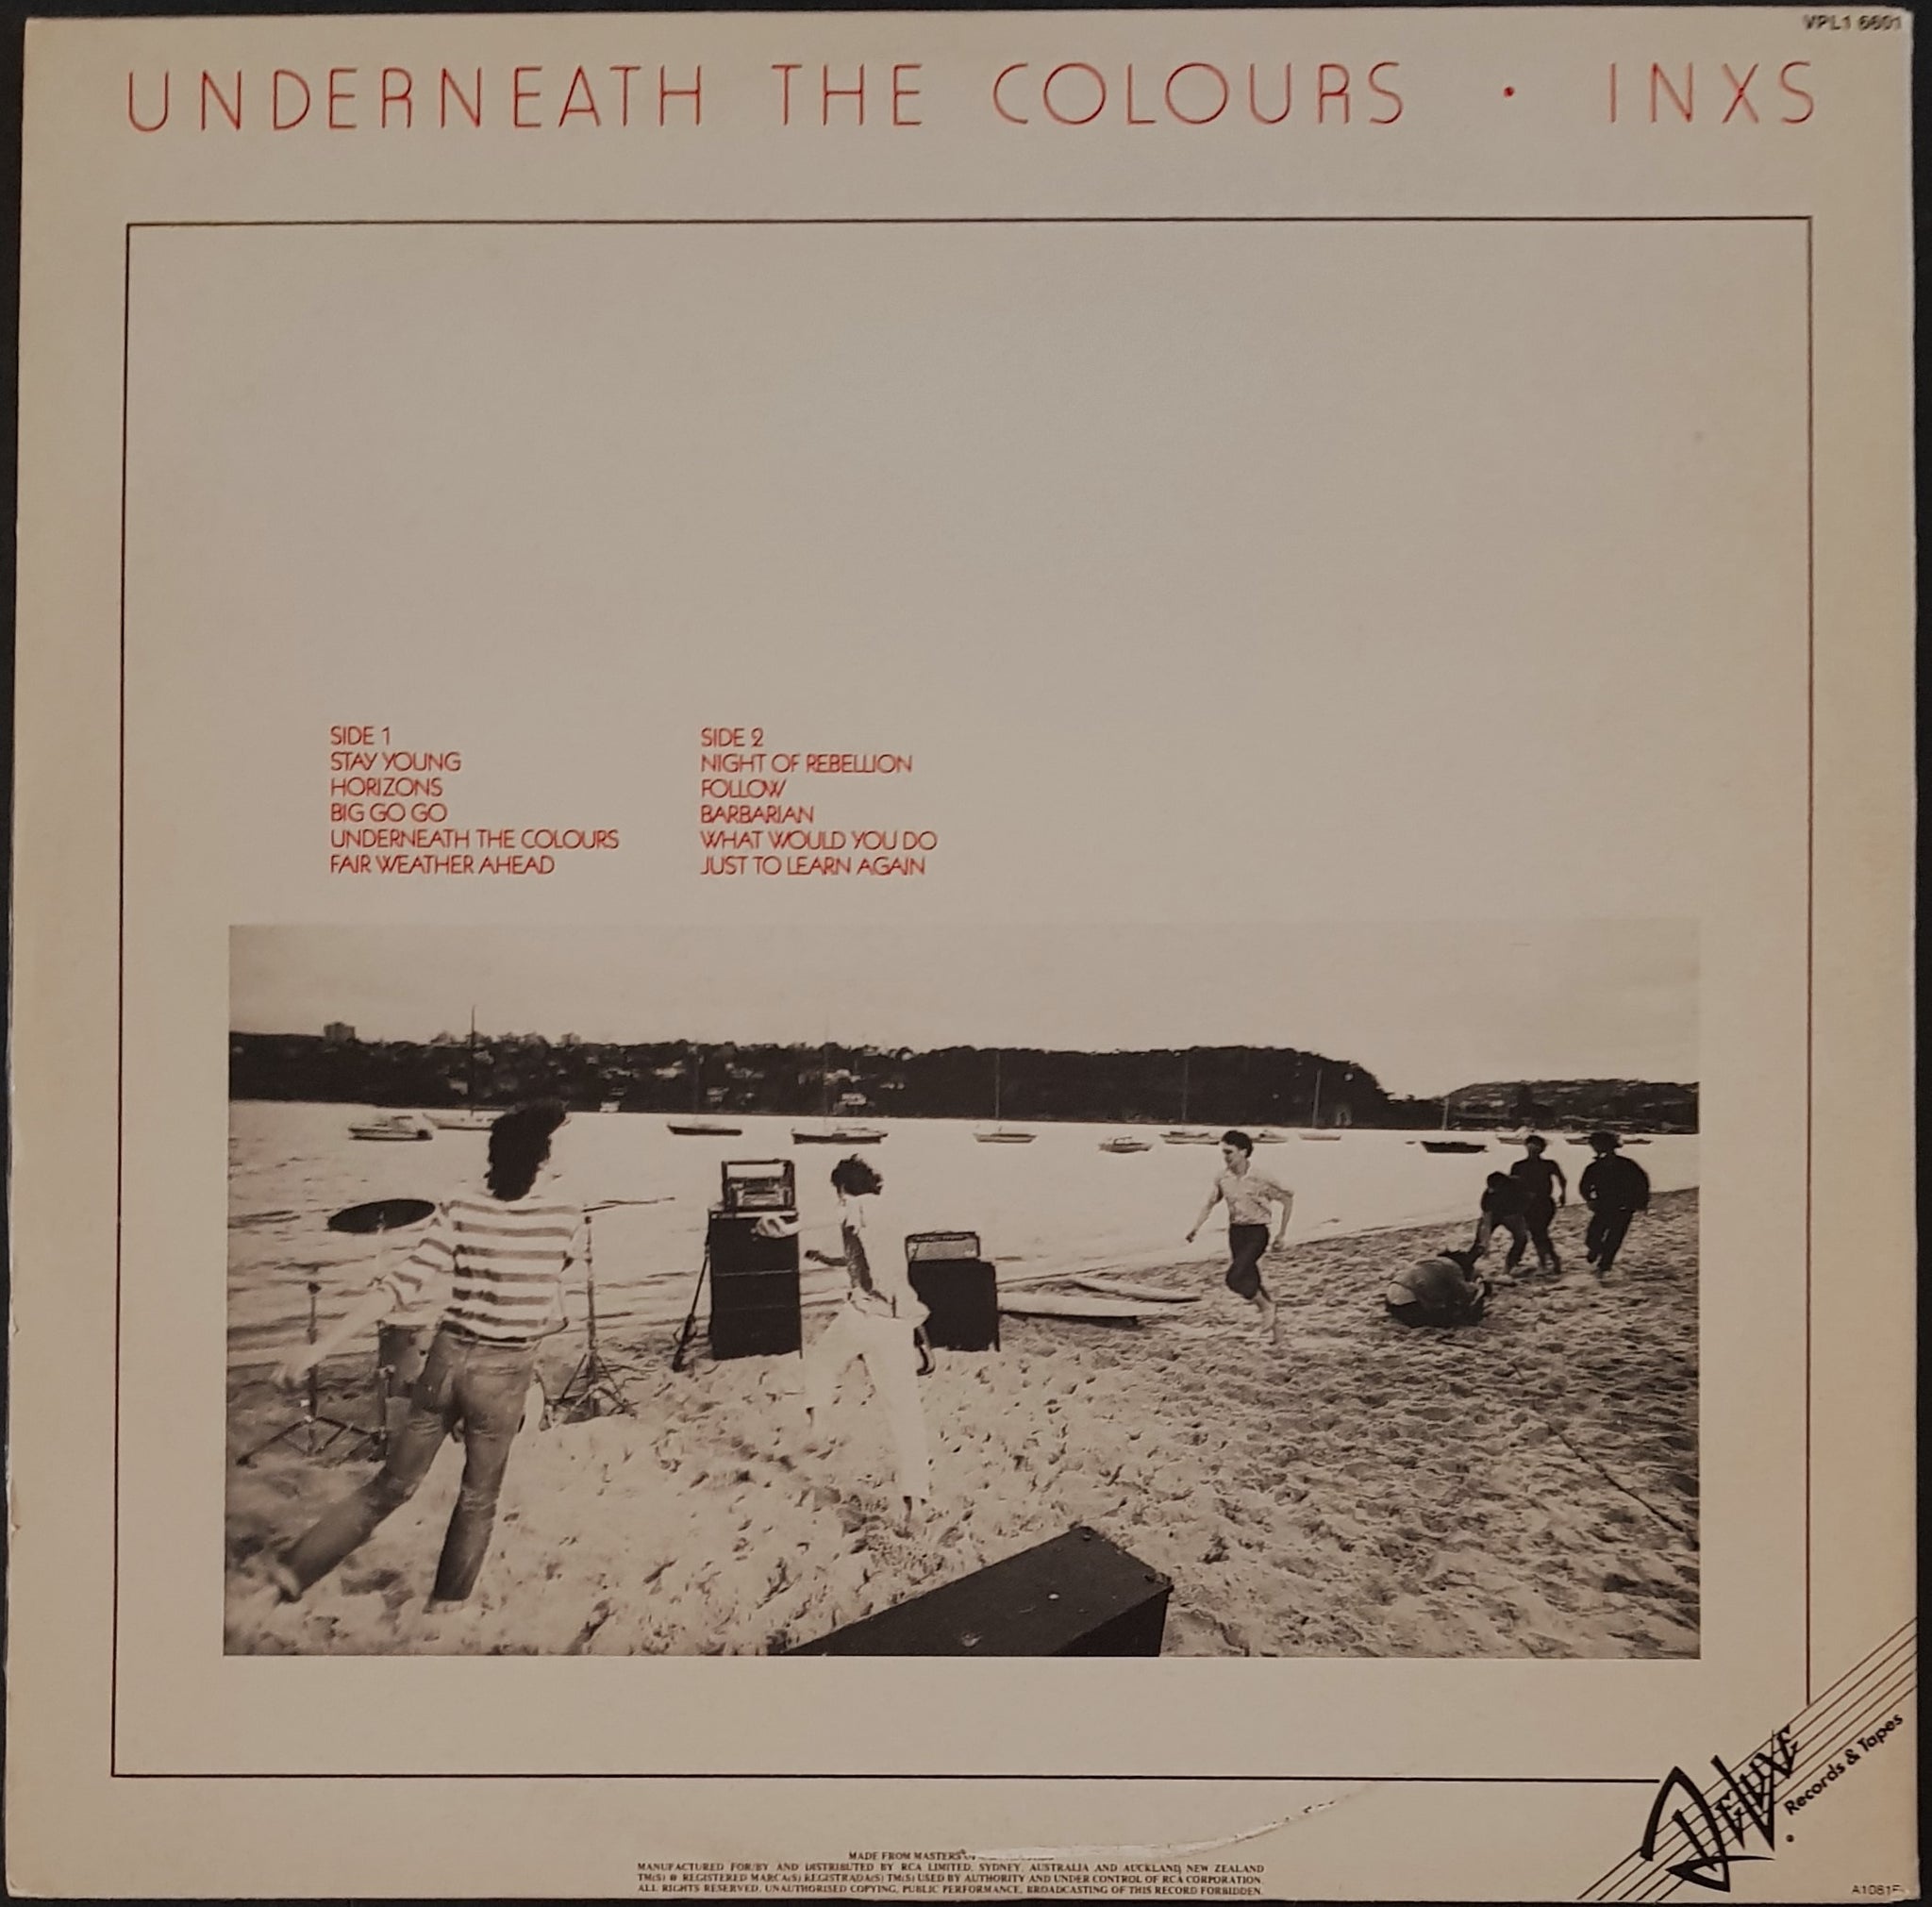 VPL1 6601
UNDERNEATH THE COLOURS • INXS
SIDE 1
STAY YOUNG
HORIZONS
BIG GO GO
UNDERNEATH THE COLOURS
FAIR WEATHER AHEAD
SIDE 2
NIGHT OF REBELLION
FOLLOW
BARBARIAN
WHAT WOULD YOU DO
JUST TO LEARN AGAIN
Deluxe
Records & Tapes
MADE FROM MASTERS
MANUFACTURED FOR/BY AND DISTRIBUTED BY RCA LIMITED, SYDNEY, AUSTRALIA AND AUCKLAND, NEW ZEALAND
TM(S) ® REGISTERED MARCA(S) REGISTRADA(S) TM(S) USED BY AUTHORITY AND UNDER CONTROL OF RCA CORPORATION.
ALL RIGHTS RESERVED. UNAUTHORISED COPYING, PUBLIC PERFORMANCE, BROADCASTING OF THIS RECORD FORBIDDEN.